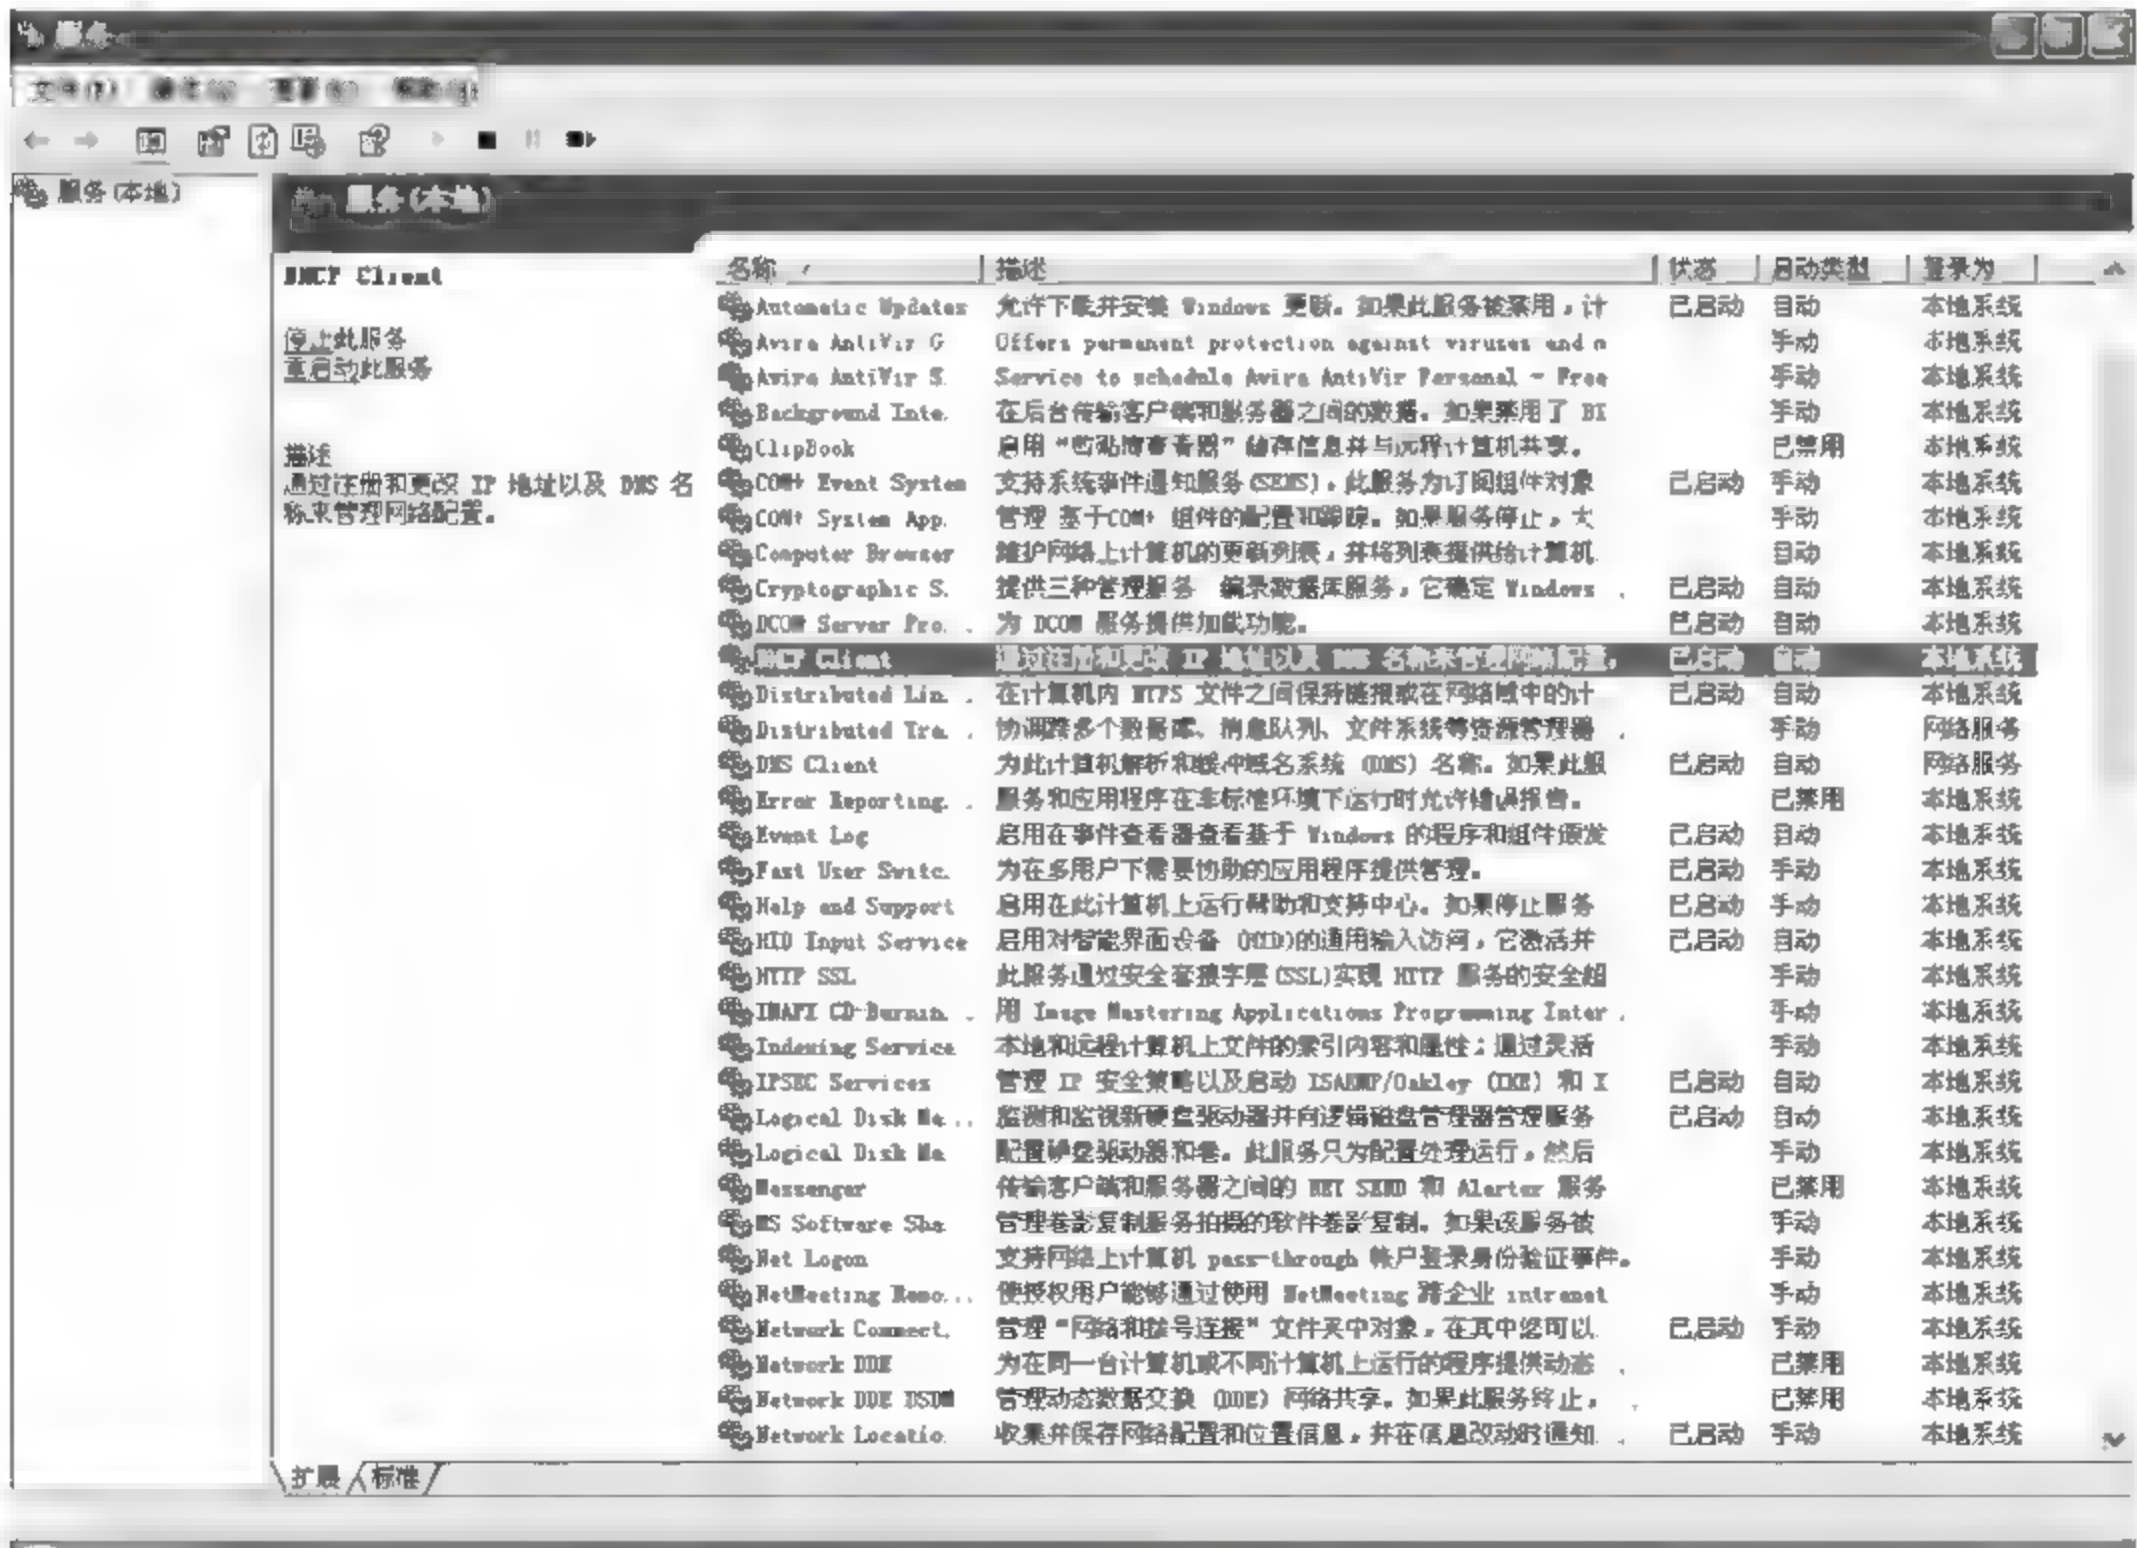 服务
文件(F) 操作(A) 查看(V) 帮助(H)
服务(本地)
服务(本地)
DHCP Client
停止此服务
重启动此服务
描述
通过注册和更改 IP 地址以及 DNS 名
称来管理网络配置。
名称 描述 状态 启动类型 登录为
Automatic Updates 允许下载并安装 Windows 更新。如果此服务被禁用,计 已启动 自动 本地系统
Avira AntiVir G Offers permanent protection against viruses and m 手动 本地系统
Avira AntiVir S. Service to schedule Avira AntiVir Personal - Free 手动 本地系统
Background Inte. 在后台传输客户端和服务器之间的数据。如果禁用了 BI 手动 本地系统
ClipBook 启用“剪贴簿查看器”储存信息并与远程计算机共享。 已禁用 本地系统
COM+ Event System 支持系统事件通知服务(SENS),此服务为订阅组件对象 已启动 手动 本地系统
COM+ System App. 管理 基于COM+ 组件的配置和跟踪。如果服务停止,大 手动 本地系统
Computer Browser 维护网络上计算机的更新列表,并将列表提供给计算机 自动 本地系统
Cryptographic S. 提供三种管理服务 编录数据库服务,它确定 Windows . 已启动 自动 本地系统
DCOM Server Pro. . 为 DCOM 服务提供加载功能。 已启动 自动 本地系统
DHCP Client 通过注册和更改 IP 地址以及 DNS 名称来管理网络配置。 已启动 自动 本地系统
Distributed Lin. . 在计算机内 NTFS 文件之间保持链接或在网络域中的计 已启动 自动 本地系统
Distributed Tra. . 协调跨多个数据库、消息队列、文件系统等资源管理器 . 手动 网络服务
DNS Client 为此计算机解析和缓冲域名系统 (DNS) 名称。如果此服 已启动 自动 网络服务
Error Reporting. . 服务和应用程序在非标准环境下运行时允许错误报告。 已禁用 本地系统
Event Log 启用在事件查看器查看基于 Windows 的程序和组件颁发 已启动 自动 本地系统
Fast User Switc. 为在多用户下需要协助的应用程序提供管理。 已启动 手动 本地系统
Help and Support 启用在此计算机上运行帮助和支持中心。如果停止服务 已启动 手动 本地系统
HID Input Service 启用对智能界面设备 (HID)的通用输入访问,它激活并 已启动 自动 本地系统
HTTP SSL 此服务通过安全套接字层(SSL)实现 HTTP 服务的安全超 手动 本地系统
IMAPI CD-Burnin. . 用 Image Mastering Applications Programming Inter . 手动 本地系统
Indexing Service 本地和远程计算机上文件的索引内容和属性;通过灵活 手动 本地系统
IPSEC Services 管理 IP 安全策略以及启动 ISAKMP/Oakley (IKE) 和 I 已启动 自动 本地系统
Logical Disk Ma... 监测和监视新硬盘驱动器并向逻辑磁盘管理器管理服务 已启动 自动 本地系统
Logical Disk Ma 配置硬盘驱动器和卷。此服务只为配置处理运行,然后 手动 本地系统
Messenger 传输客户端和服务器之间的 NET SEND 和 Alerter 服务 已禁用 本地系统
MS Software Sha 管理卷影复制服务拍摄的软件卷影复制。如果该服务被 手动 本地系统
Net Logon 支持网络上计算机 pass-through 帐户登录身份验证事件。 手动 本地系统
NetMeeting Remo... 使授权用户能够通过使用 NetMeeting 跨企业 intranet 手动 本地系统
Network Connect. 管理“网络和拨号连接”文件夹中对象,在其中您可以 已启动 手动 本地系统
Network DDE 为在同一台计算机或不同计算机上运行的程序提供动态 . 已禁用 本地系统
Network DDE DSDM 管理动态数据交换 (DDE) 网络共享。如果此服务终止, . 已禁用 本地系统
Network Locatio. 收集并保存网络配置和位置信息,并在信息改动时通知 . 已启动 手动 本地系统
扩展 标准